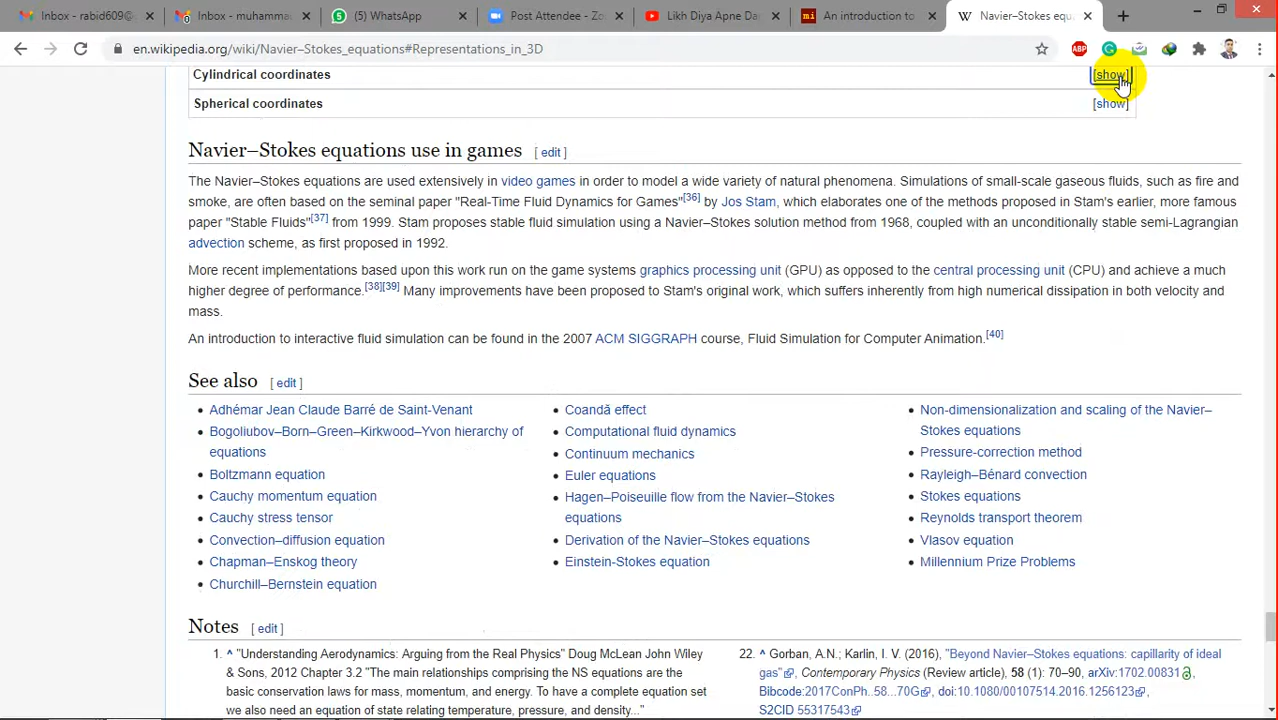 Inbox - rabid609@
Inbox - muhamma
(5) WhatsApp
Post Attendee - Zo
Likh Diya Apne Da
An introduction to
Navier–Stokes equ
en.wikipedia.org/wiki/Navier–Stokes_equations#Representations_in_3D
ABP
Cylindrical coordinates [show]
Spherical coordinates [show]
Navier–Stokes equations use in games [ edit ]
The Navier–Stokes equations are used extensively in video games in order to model a wide variety of natural phenomena. Simulations of small-scale gaseous fluids, such as fire and
smoke, are often based on the seminal paper "Real-Time Fluid Dynamics for Games"[36] by Jos Stam, which elaborates one of the methods proposed in Stam's earlier, more famous
paper "Stable Fluids"[37] from 1999. Stam proposes stable fluid simulation using a Navier–Stokes solution method from 1968, coupled with an unconditionally stable semi-Lagrangian
advection scheme, as first proposed in 1992.
More recent implementations based upon this work run on the game systems graphics processing unit (GPU) as opposed to the central processing unit (CPU) and achieve a much
higher degree of performance.[38][39] Many improvements have been proposed to Stam's original work, which suffers inherently from high numerical dissipation in both velocity and
mass.
An introduction to interactive fluid simulation can be found in the 2007 ACM SIGGRAPH course, Fluid Simulation for Computer Animation.[40]
See also [ edit ]
Adhémar Jean Claude Barré de Saint-Venant
Bogoliubov–Born–Green–Kirkwood–Yvon hierarchy of
equations
Boltzmann equation
Cauchy momentum equation
Cauchy stress tensor
Convection–diffusion equation
Chapman–Enskog theory
Churchill–Bernstein equation
Coandă effect
Computational fluid dynamics
Continuum mechanics
Euler equations
Hagen–Poiseuille flow from the Navier–Stokes
equations
Derivation of the Navier–Stokes equations
Einstein-Stokes equation
Non-dimensionalization and scaling of the Navier–
Stokes equations
Pressure-correction method
Rayleigh–Bénard convection
Stokes equations
Reynolds transport theorem
Vlasov equation
Millennium Prize Problems
Notes [ edit ]
1. ^ "Understanding Aerodynamics: Arguing from the Real Physics" Doug McLean John Wiley
& Sons, 2012 Chapter 3.2 "The main relationships comprising the NS equations are the
basic conservation laws for mass, momentum, and energy. To have a complete equation set
we also need an equation of state relating temperature, pressure, and density..."
22. ^ Gorban, A.N.; Karlin, I. V. (2016), "Beyond Navier–Stokes equations: capillarity of ideal
gas", Contemporary Physics (Review article), 58 (1): 70–90, arXiv:1702.00831,
Bibcode:2017ConPh..58...70G, doi:10.1080/00107514.2016.1256123,
S2CID 55317543